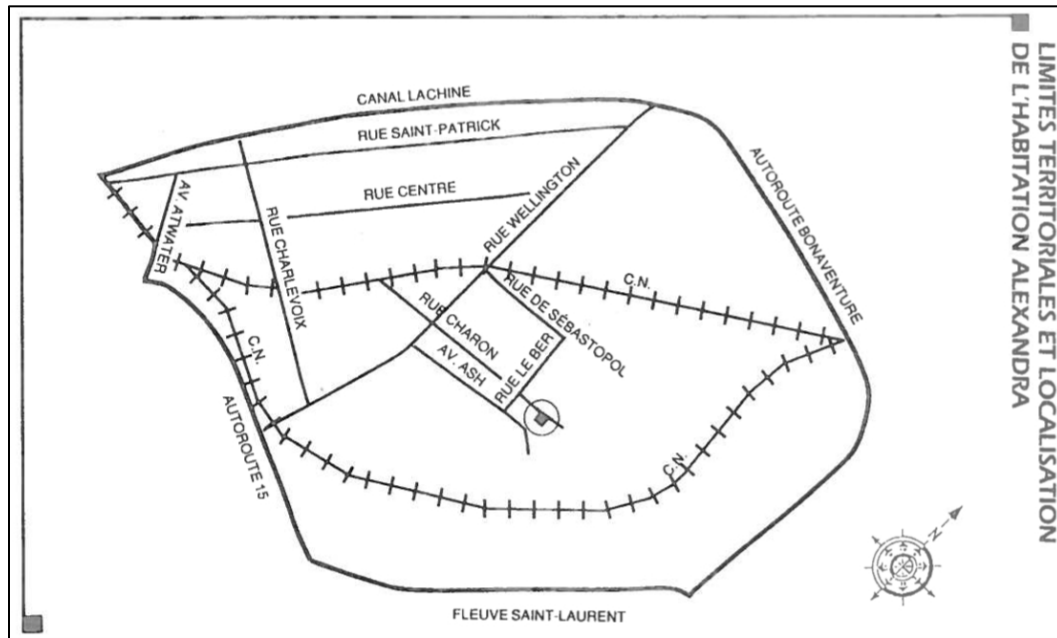 LIMITES TERRITORIALES ET LOCALISATION
DE L'HABITATION ALEXANDRA
CANAL LACHINE
RUE SAINT-PATRICK
RUE CENTRE
AV. ATWATER
RUE CHARLEVOIX
RUE WELLINGTON
AUTOROUTE BONAVENTURE
C.N.
RUE DE SÉBASTOPOL
RUE CHARON
AV. ASH
RUE LE BER
C.N.
AUTOROUTE 15
C.N.
N
FLEUVE SAINT-LAURENT